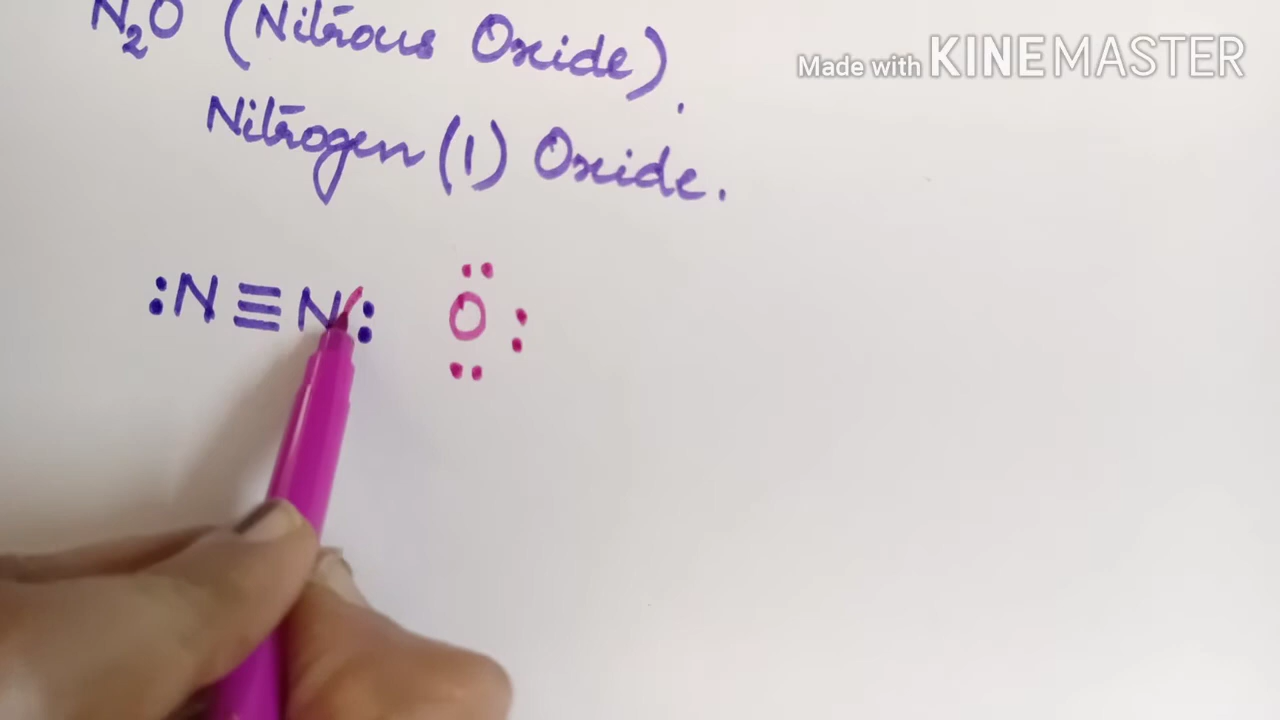 N₂O (Nitrous Oxide).
Made with KINEMASTER
Nitrogen (1) Oxide.
:N≡N: O